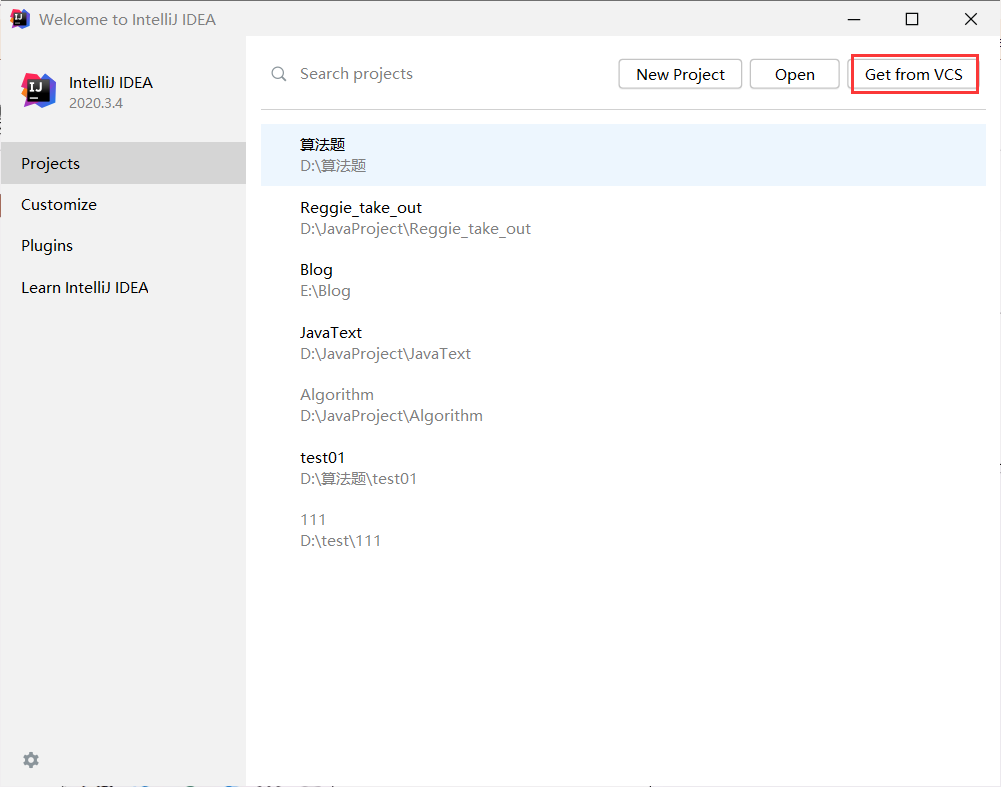 Welcome to IntelliJ IDEA
IJ
IntelliJ IDEA
2020.3.4
Projects
Customize
Plugins
Learn IntelliJ IDEA
Search projects
New Project
Open
Get from VCS
算法题
D:\算法题
Reggie_take_out
D:\JavaProject\Reggie_take_out
Blog
E:\Blog
JavaText
D:\JavaProject\JavaText
Algorithm
D:\JavaProject\Algorithm
test01
D:\算法题\test01
111
D:\test\111